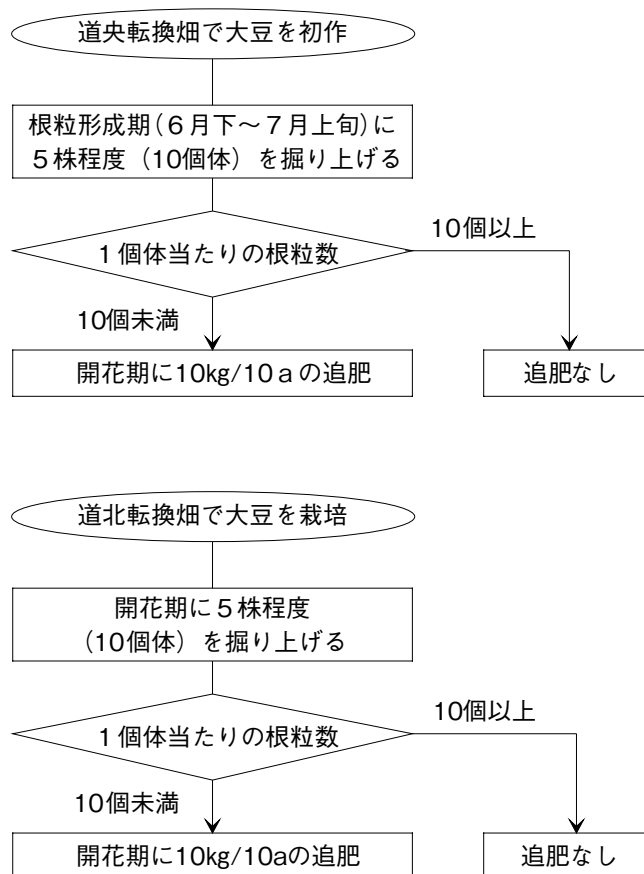 道央転換畑で大豆を初作
根粒形成期(６月下～７月上旬)に
５株程度（10個体）を掘り上げる
１個体当たりの根粒数
10個以上
10個未満
開花期に10kg/10ａの追肥
追肥なし
道北転換畑で大豆を栽培
開花期に５株程度
（10個体）を掘り上げる
１個体当たりの根粒数
10個以上
10個未満
開花期に10kg/10aの追肥
追肥なし